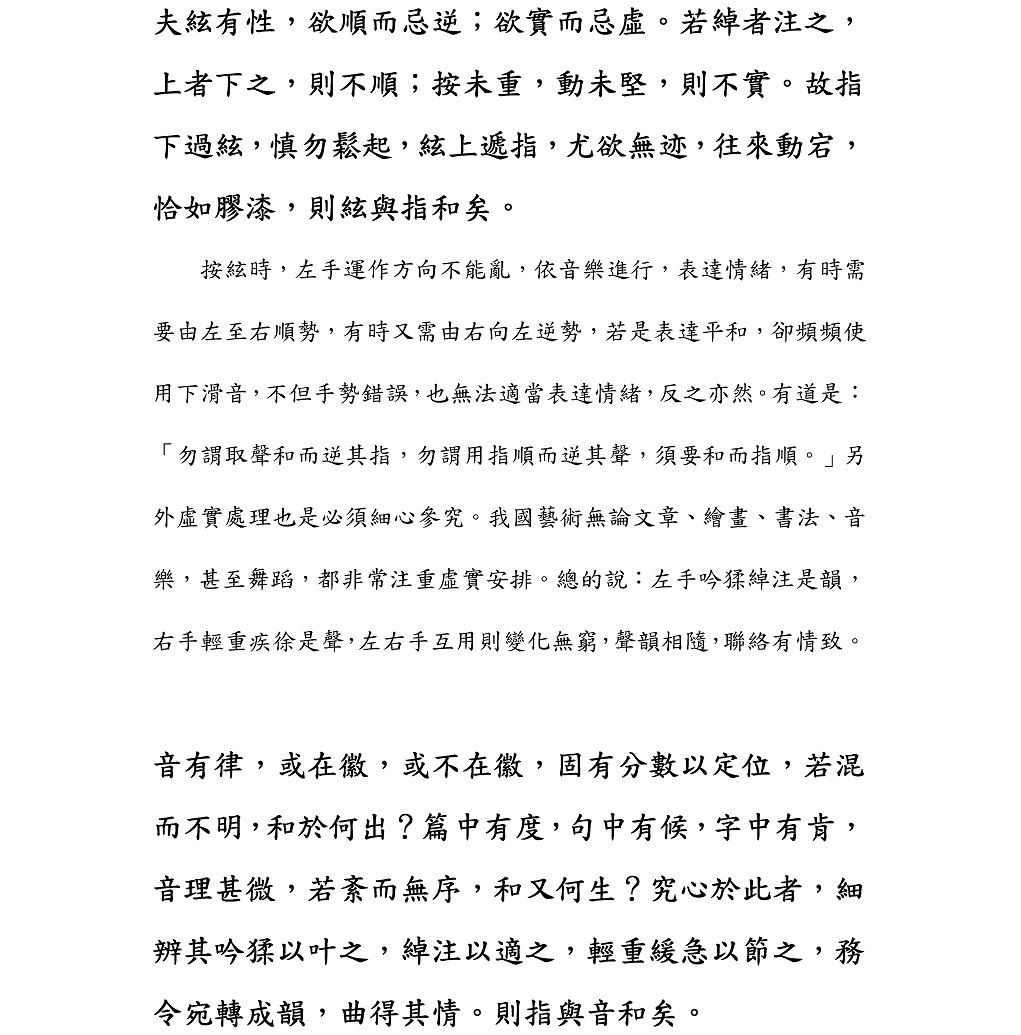 夫絃有性，欲順而忌逆；欲實而忌虛。若綽者注之，
上者下之，則不順；按未重，動未堅，則不實。故指
下過絃，慎勿鬆起，絃上遞指，尤欲無迹，往來動宕，
恰如膠漆，則絃與指和矣。
按絃時，左手運作方向不能亂，依音樂進行，表達情緒，有時需
要由左至右順勢，有時又需由右向左逆勢，若是表達平和，卻頻頻使
用下滑音，不但手勢錯誤，也無法適當表達情緒，反之亦然。有道是：
「勿謂取聲和而逆其指，勿謂用指順而逆其聲，須要和而指順。」另
外虛實處理也是必須細心參究。我國藝術無論文章、繪畫、書法、音
樂，甚至舞蹈，都非常注重虛實安排。總的說：左手吟猱綽注是韻，
右手輕重疾徐是聲，左右手互用則變化無窮，聲韻相隨，聯絡有情致。
音有律，或在徽，或不在徽，固有分數以定位，若混
而不明，和於何出？篇中有度，句中有候，字中有肯，
音理甚微，若紊而無序，和又何生？究心於此者，細
辨其吟猱以叶之，綽注以適之，輕重緩急以節之，務
令宛轉成韻，曲得其情。則指與音和矣。